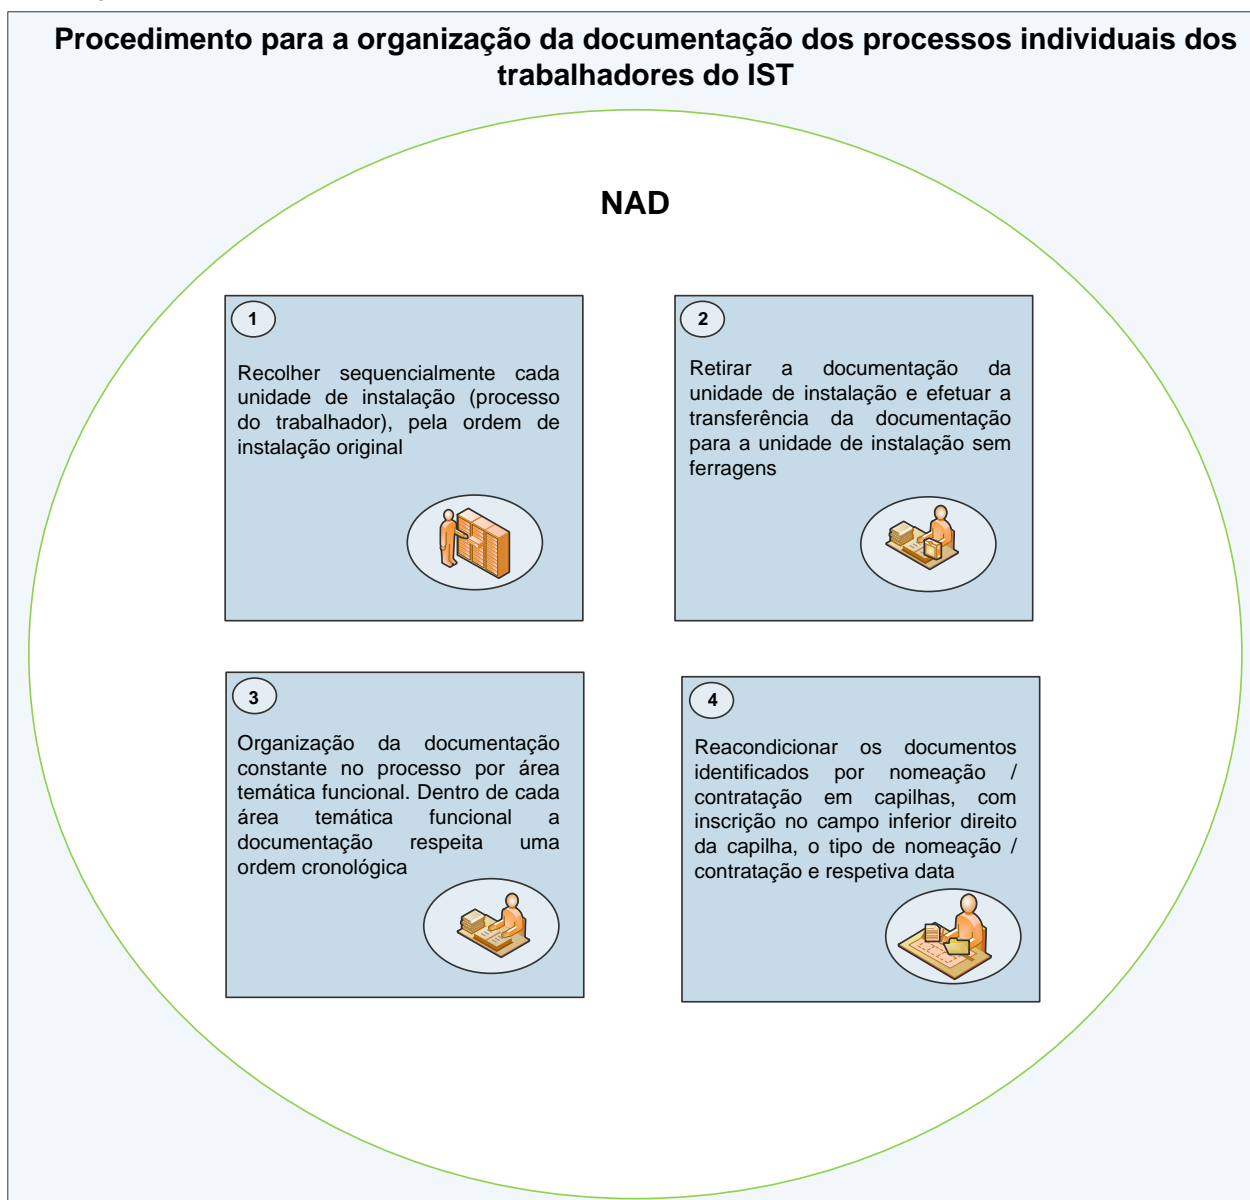 Procedimento para a organização da documentação dos processos individuais dos
trabalhadores do IST
NAD
1
Recolher sequencialmente cada
unidade de instalação (processo
do trabalhador), pela ordem de
instalação original
2
Retirar a documentação da
unidade de instalação e efetuar a
transferência da documentação
para a unidade de instalação sem
ferragens
3
Organização da documentação
constante no processo por área
temática funcional. Dentro de cada
área temática funcional a
documentação respeita uma
ordem cronológica
4
Reacondicionar os documentos
identificados por nomeação /
contratação em capilhas, com
inscrição no campo inferior direito
da capilha, o tipo de nomeação /
contratação e respetiva data